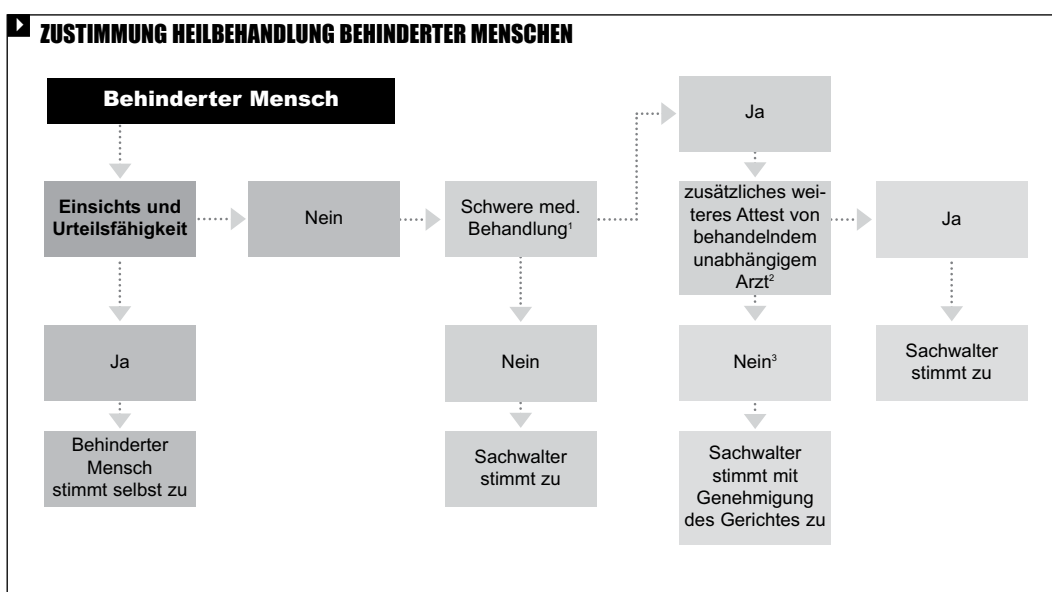 ZUSTIMMUNG HEILBEHANDLUNG BEHINDERTER MENSCHEN
Behinderter Mensch
Einsichts und
Urteilsfähigkeit
Nein
Schwere med.
Behandlung¹
Ja
zusätzliches wei-
teres Attest von
behandelndem
unabhängigem
Arzt²
Ja
Ja
Nein
Nein³
Sachwalter
stimmt zu
Behinderter
Mensch
stimmt selbst zu
Sachwalter
stimmt zu
Sachwalter
stimmt mit
Genehmigung
des Gerichtes zu